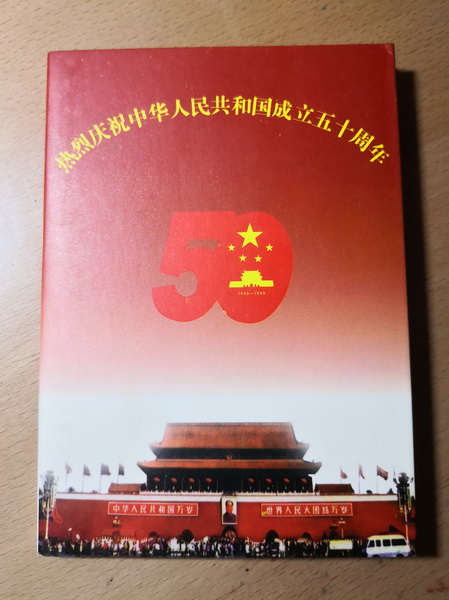 热烈庆祝中华人民共和国成立五十周年
50
1949—1999
中华人民共和国万岁
世界人民大团结万岁